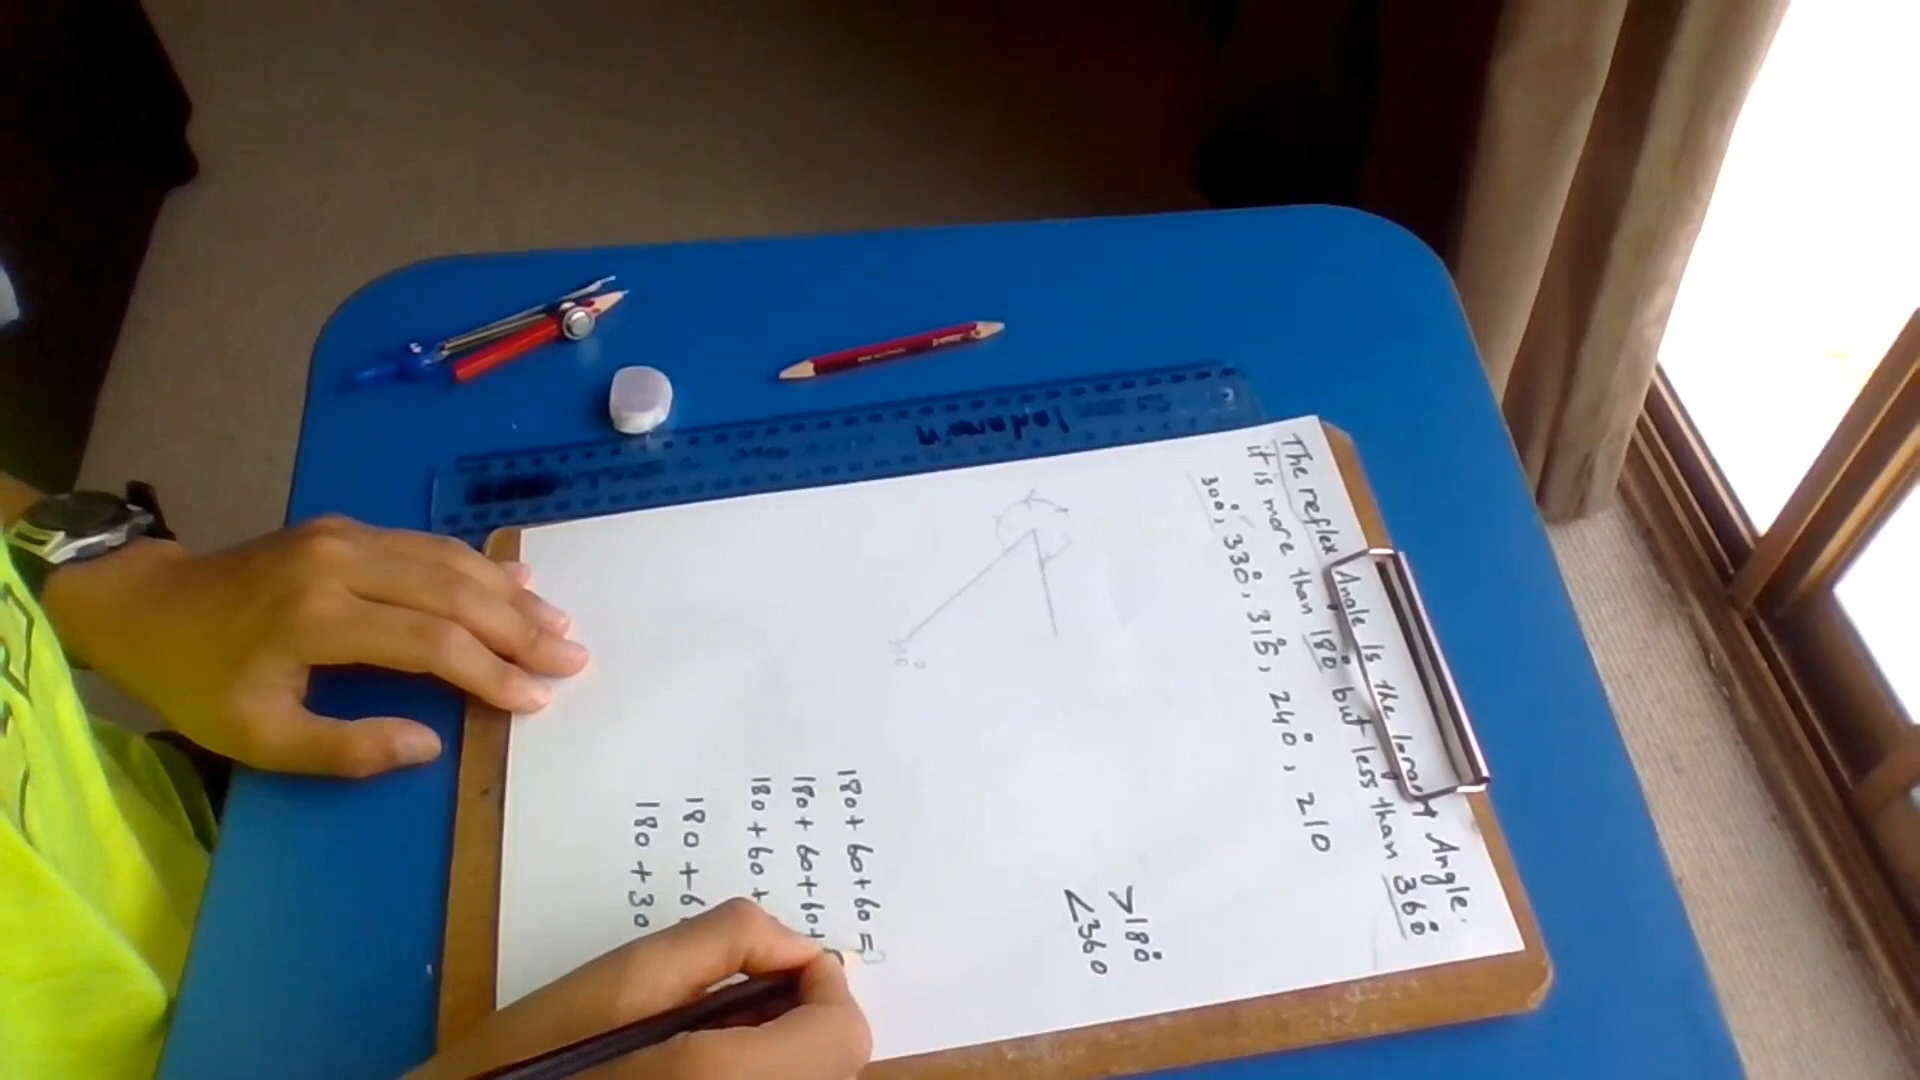 The reflex Angle Is the largest Angle.
it is more than 180° but less than 360°
300°, 330°, 315°, 240°, 210
>180°
<360
180 + 60 + 60 =
180 + 60 + 60 +
180 + 60 +
180 + 6
180 + 30